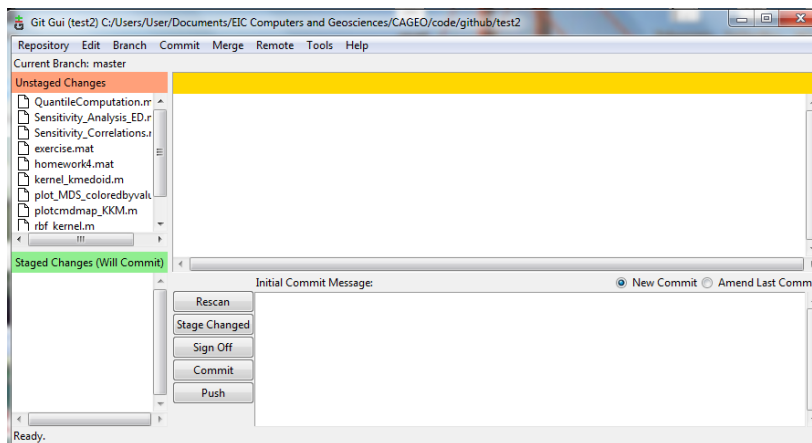 Git Gui (test2) C:/Users/User/Documents/EIC Computers and Geosciences/CAGEO/code/github/test2
Repository Edit Branch Commit Merge Remote Tools Help
Current Branch: master
Unstaged Changes
QuantileComputation.m
Sensitivity_Analysis_ED.r
Sensitivity_Correlations.r
exercise.mat
homework4.mat
kernel_kmedoid.m
plot_MDS_coloredbyvalu
plotcmdmap_KKM.m
rbf_kernel.m
Staged Changes (Will Commit)
Initial Commit Message:
New Commit Amend Last Comm
Rescan
Stage Changed
Sign Off
Commit
Push
Ready.